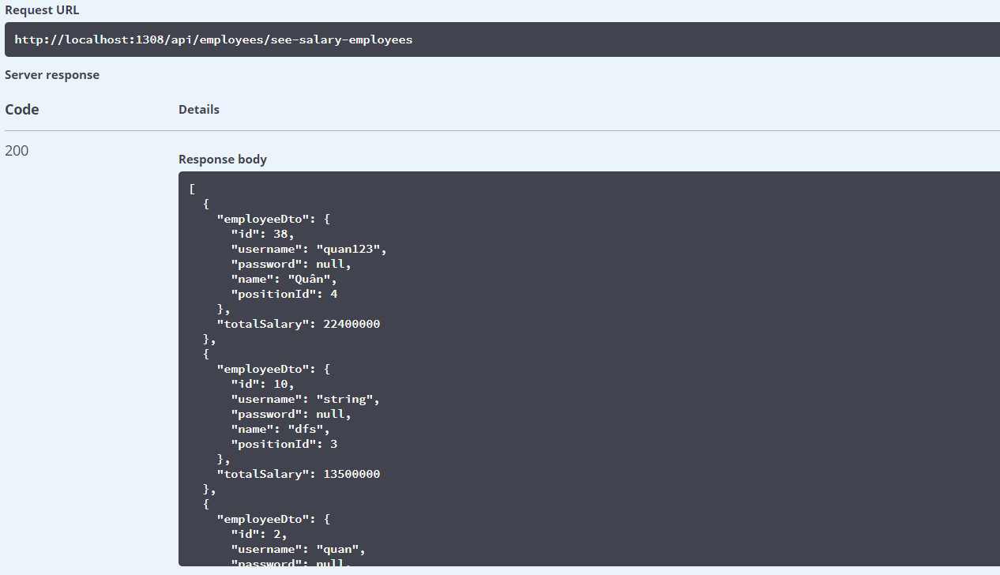 Request URL
http://localhost:1308/api/employees/see-salary-employees
Server response
Code Details
200
Response body
[
{
"employeeDto": {
"id": 38,
"username": "quan123",
"password": null,
"name": "Quân",
"positionId": 4
},
"totalSalary": 22400000
},
{
"employeeDto": {
"id": 10,
"username": "string",
"password": null,
"name": "dfs",
"positionId": 3
},
"totalSalary": 13500000
},
{
"employeeDto": {
"id": 2,
"username": "quan",
"password": null,